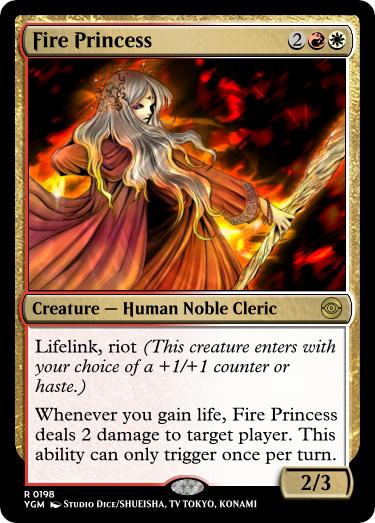 Fire Princess 2
Creature — Human Noble Cleric
Lifelink, riot (This creature enters with
your choice of a +1/+1 counter or
haste.)
Whenever you gain life, Fire Princess
deals 2 damage to target player. This
ability can only trigger once per turn.
2/3
R 0198
YGM Studio Dice/SHUEISHA, TV TOKYO, KONAMI